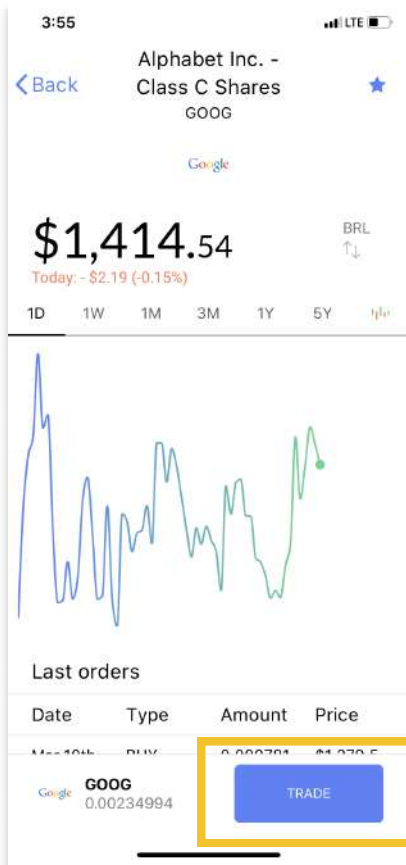 3:55 LTE
Alphabet Inc. -
Back Class C Shares
GOOG
Google
$1,414.54 BRL
Today: - $2.19 (-0.15%)
1D 1W 1M 3M 1Y 5Y
Last orders
Date Type Amount Price
BUY
Google GOOG TRADE
0.00234994